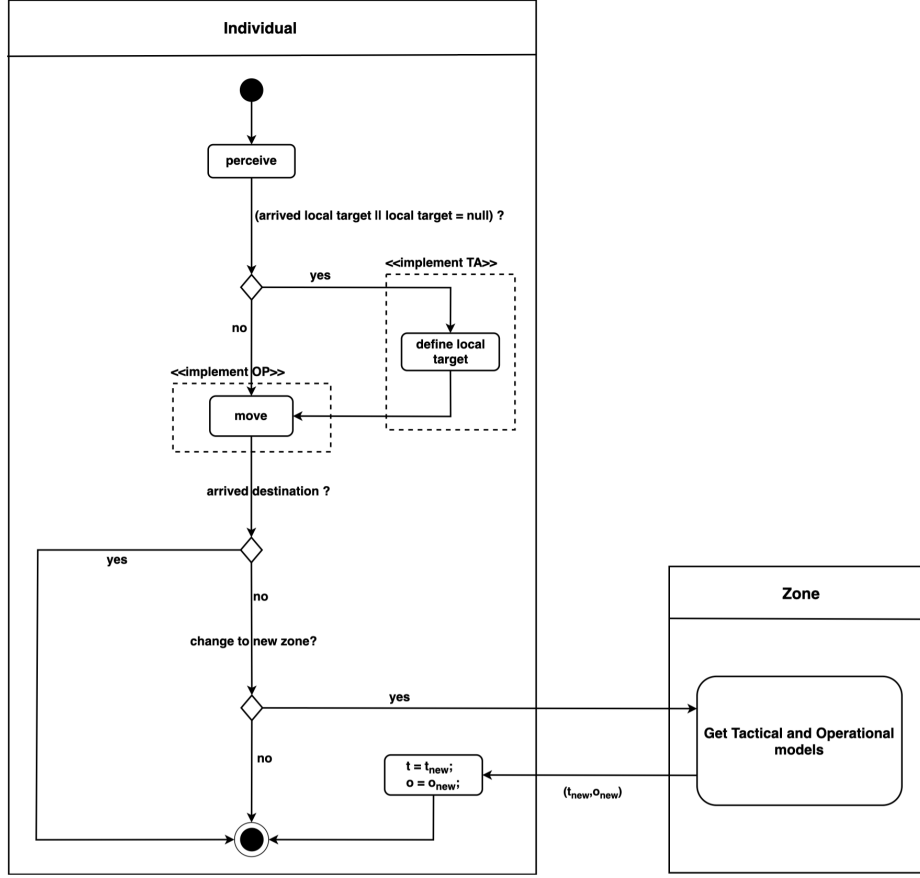 Individual
perceive
(arrived local target || local target = null) ?
<<implement TA>>
yes
no
define local
target
<<implement OP>>
move
arrived destination ?
yes
no
Zone
change to new zone?
yes
Get Tactical and Operational
models
no
t = tnew;
o = onew;
(tnew,onew)